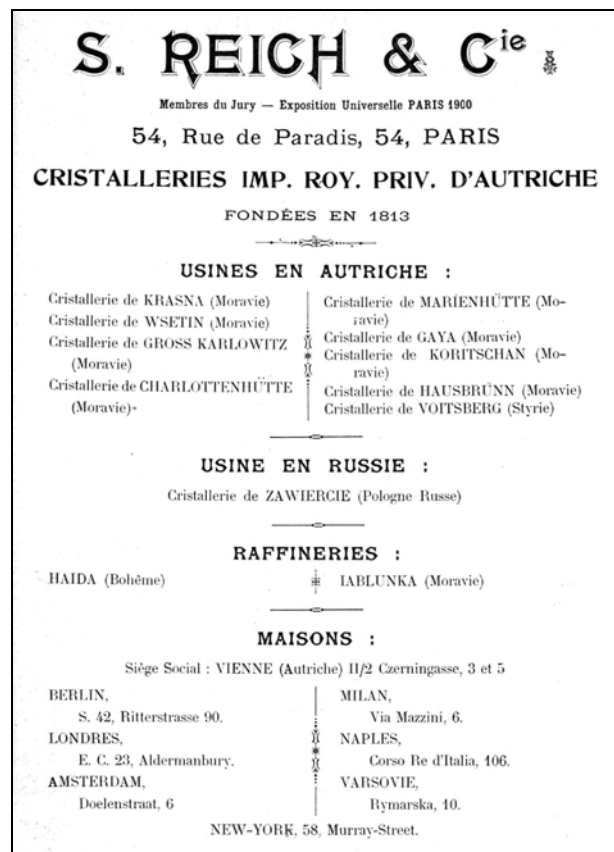 S. REICH & Cie
Membres du Jury — Exposition Universelle PARIS 1900
54, Rue de Paradis, 54, PARIS
CRISTALLERIES IMP. ROY. PRIV. D'AUTRICHE
FONDÉES EN 1813
USINES EN AUTRICHE :
Cristallerie de KRASNA (Moravie)
Cristallerie de WSETIN (Moravie)
Cristallerie de GROSS KARLOWITZ
(Moravie)
Cristallerie de CHARLOTTENHÜTTE
(Moravie)-
Cristallerie de MARIENHÜTTE (Mo-
ravie)
Cristallerie de GAYA (Moravie)
Cristallerie de KORITSCHAN (Mo-
ravie)
Cristallerie de HAUSBRÜNN (Moravie)
Cristallerie de VOITSBERG (Styrie)
USINE EN RUSSIE :
Cristallerie de ZAWIERCIE (Pologne Russe)
RAFFINERIES :
HAIDA (Bohême)
IABLUNKA (Moravie)
MAISONS :
Siège Social : VIENNE (Autriche) II/2 Czerningasse, 3 et 5
BERLIN,
S. 42, Ritterstrasse 90.
LONDRES,
E. C. 23, Aldermanbury.
AMSTERDAM,
Doelenstraat, 6
MILAN,
Via Mazzini, 6.
NAPLES,
Corso Re d'Italia, 106.
VARSOVIE,
Rymarska, 10.
NEW-YORK, 58, Murray-Street.